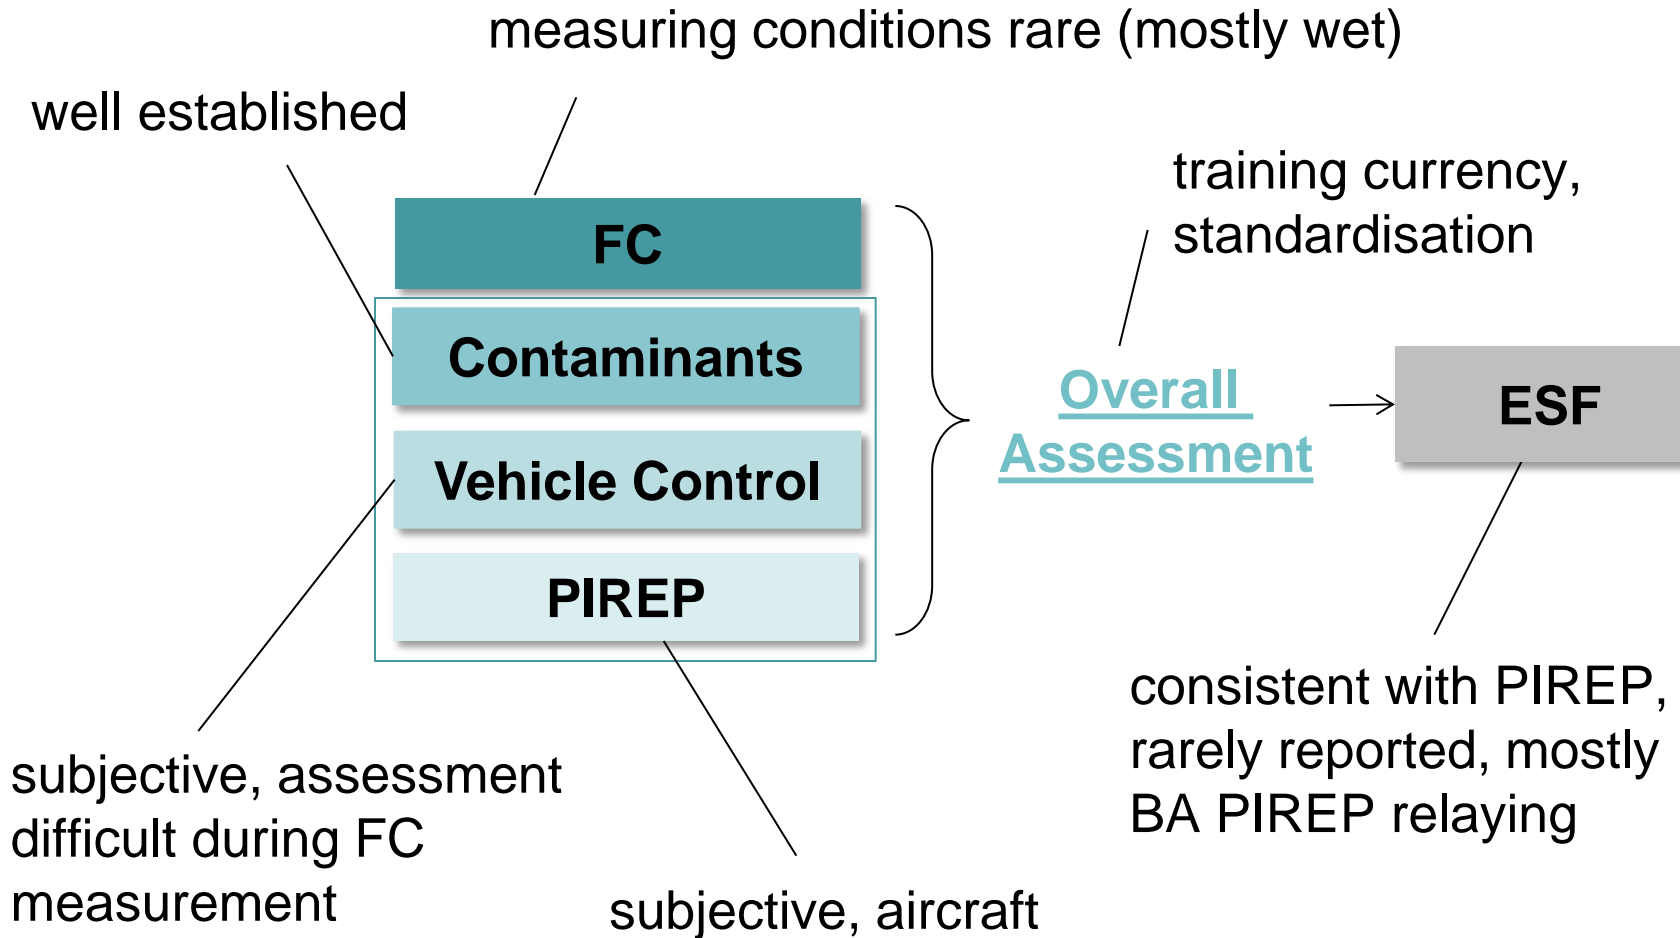 measuring conditions rare (mostly wet)
well established
training currency,
standardisation
FC
Contaminants
Vehicle Control
PIREP
Overall
Assessment
ESF
subjective, assessment
difficult during FC
measurement
subjective, aircraft
consistent with PIREP,
rarely reported, mostly
BA PIREP relaying